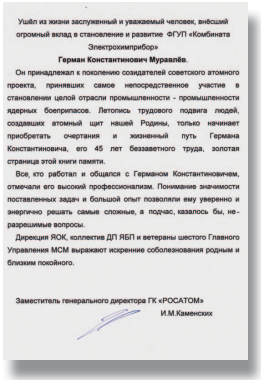 Ушёл из жизни заслуженный и уважаемый человек, внёсший
огромный вклад в становление и развитие ФГУП «Комбината
Электрохимприбор»
Герман Константинович Муравлёв.
Он принадлежал к поколению созидателей советского атомного
проекта, принявших самое непосредственное участие в
становлении целой отрасли промышленности - промышленности
ядерных боеприпасов. Летопись трудового подвига людей,
создавших атомный щит нашей Родины, только начинает
приобретать очертания и жизненный путь Германа
Константиновича, его 45 лет беззаветного труда, золотая
страница этой книги памяти.
Все, кто работал и общался с Германом Константиновичем,
отмечали его высокий профессионализм. Понимание значимости
поставленных задач и большой опыт позволяли ему уверенно и
энергично решать самые сложные, а подчас, казалось бы, не-
разрешимые вопросы.
Дирекция ЯОК, коллектив ДП ЯБП и ветераны шестого Главного
Управления МСМ выражают искренние соболезнования родным и
близким покойного.
Заместитель генерального директора ГК «РОСАТОМ»
И.М.Каменских